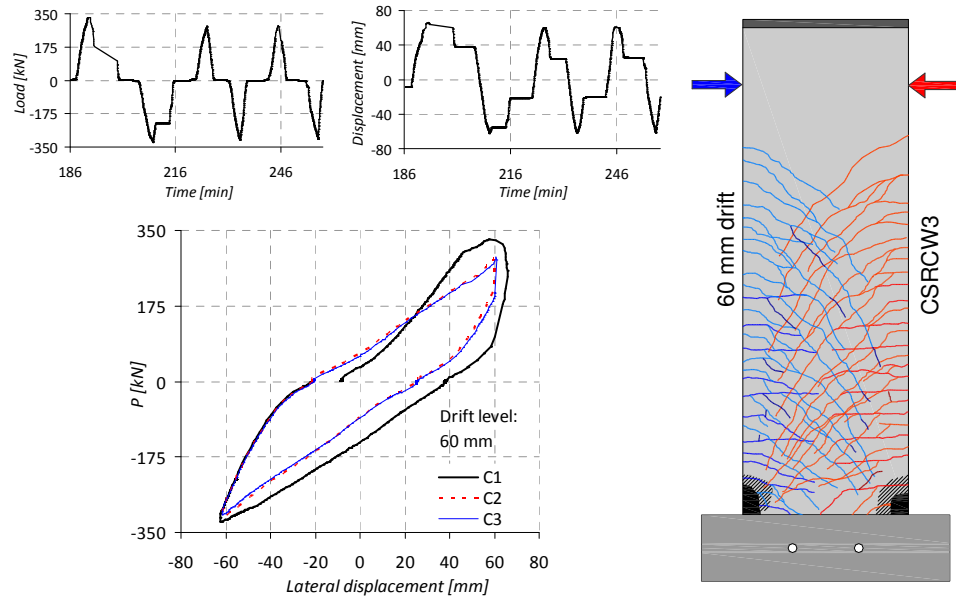 350
175
0
-175
-350
Load [kN]
186
216
246
Time [min]
80
40
0
-40
-80
Displacement [mm]
186
216
246
Time [min]
350
175
0
-175
-350
P [kN]
-80
-60
-40
-20
0
20
40
60
80
Lateral displacement [mm]
Drift level:
60 mm
C1
C2
C3
60 mm drift
CSRCW3